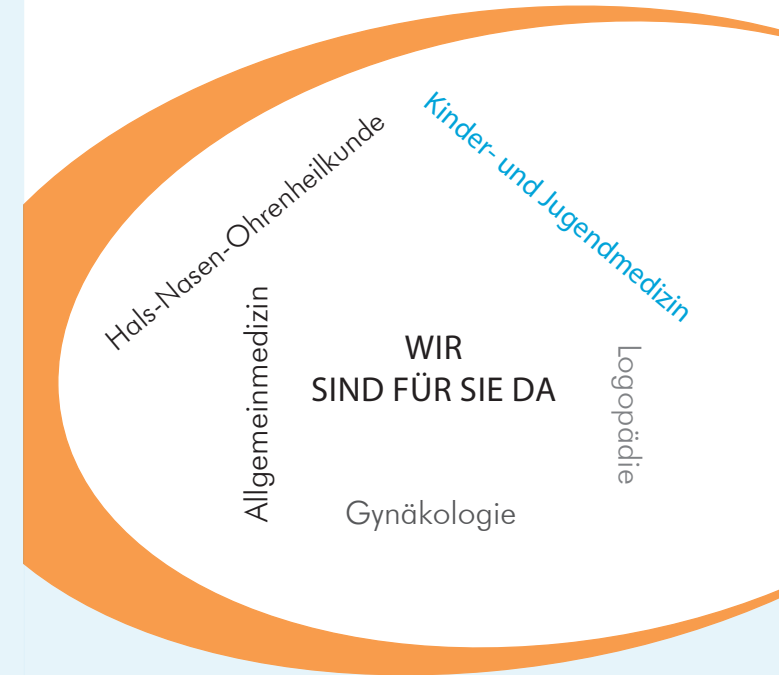 Hals-Nasen-Ohrenheilkunde
Kinder- und Jugendmedizin
Allgemeinmedizin
WIR
SIND FÜR SIE DA
Logopädie
Gynäkologie